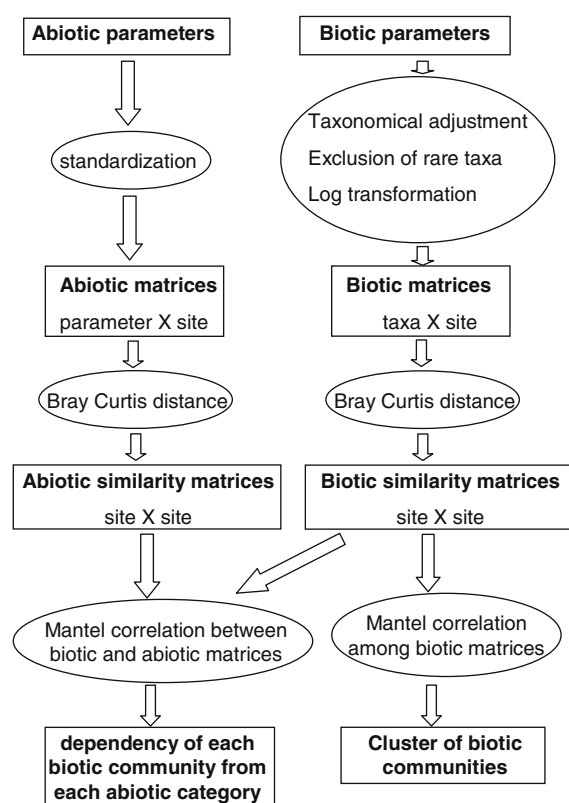 Abiotic parameters
Biotic parameters
standardization
Taxonomical adjustment
Exclusion of rare taxa
Log transformation
Abiotic matrices
parameter X site
Biotic matrices
taxa X site
Bray Curtis distance
Bray Curtis distance
Abiotic similarity matrices
site X site
Biotic similarity matrices
site X site
Mantel correlation between
biotic and abiotic matrices
Mantel correlation
among biotic matrices
dependency of each
biotic community from
each abiotic category
Cluster of biotic
communities